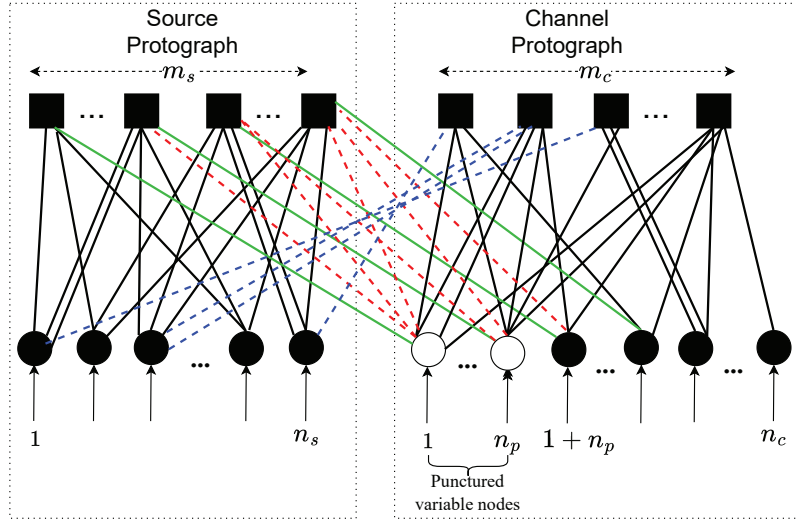 Source
Protograph
Channel
Protograph
m_s
m_c
...
...
...
...
...
...
...
1
n_s
1
n_p
1 + n_p
n_c
Punctured
variable nodes